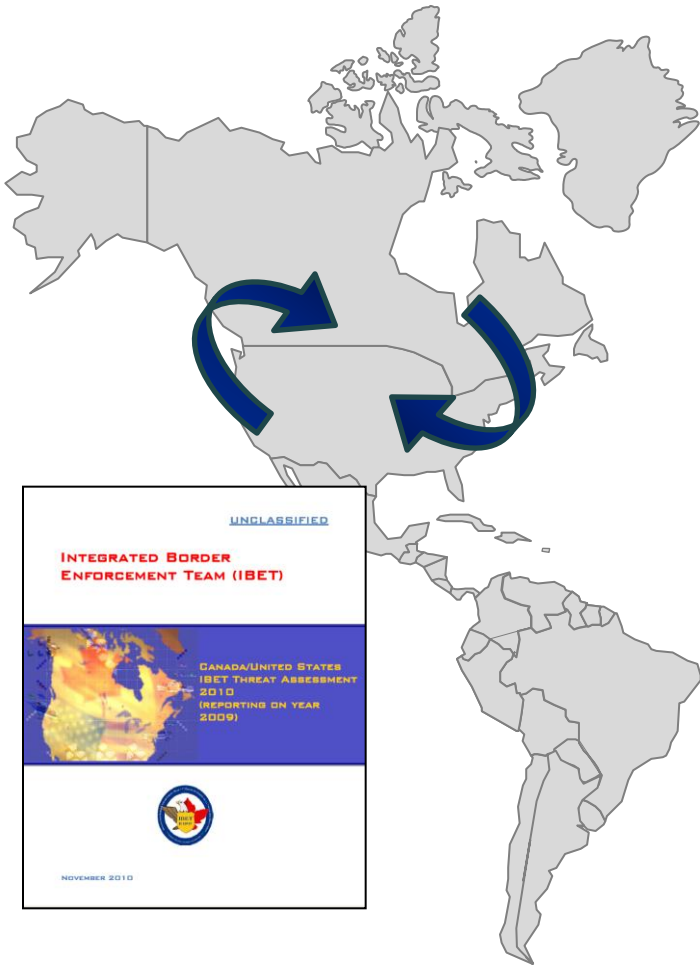 UNCLASSIFIED
INTEGRATED BORDER
ENFORCEMENT TEAM (IBET)
CANADA/UNITED STATES
IBET THREAT ASSESSMENT
2010
(REPORTING ON YEAR
2009)
IBET
NOVEMBER 2010